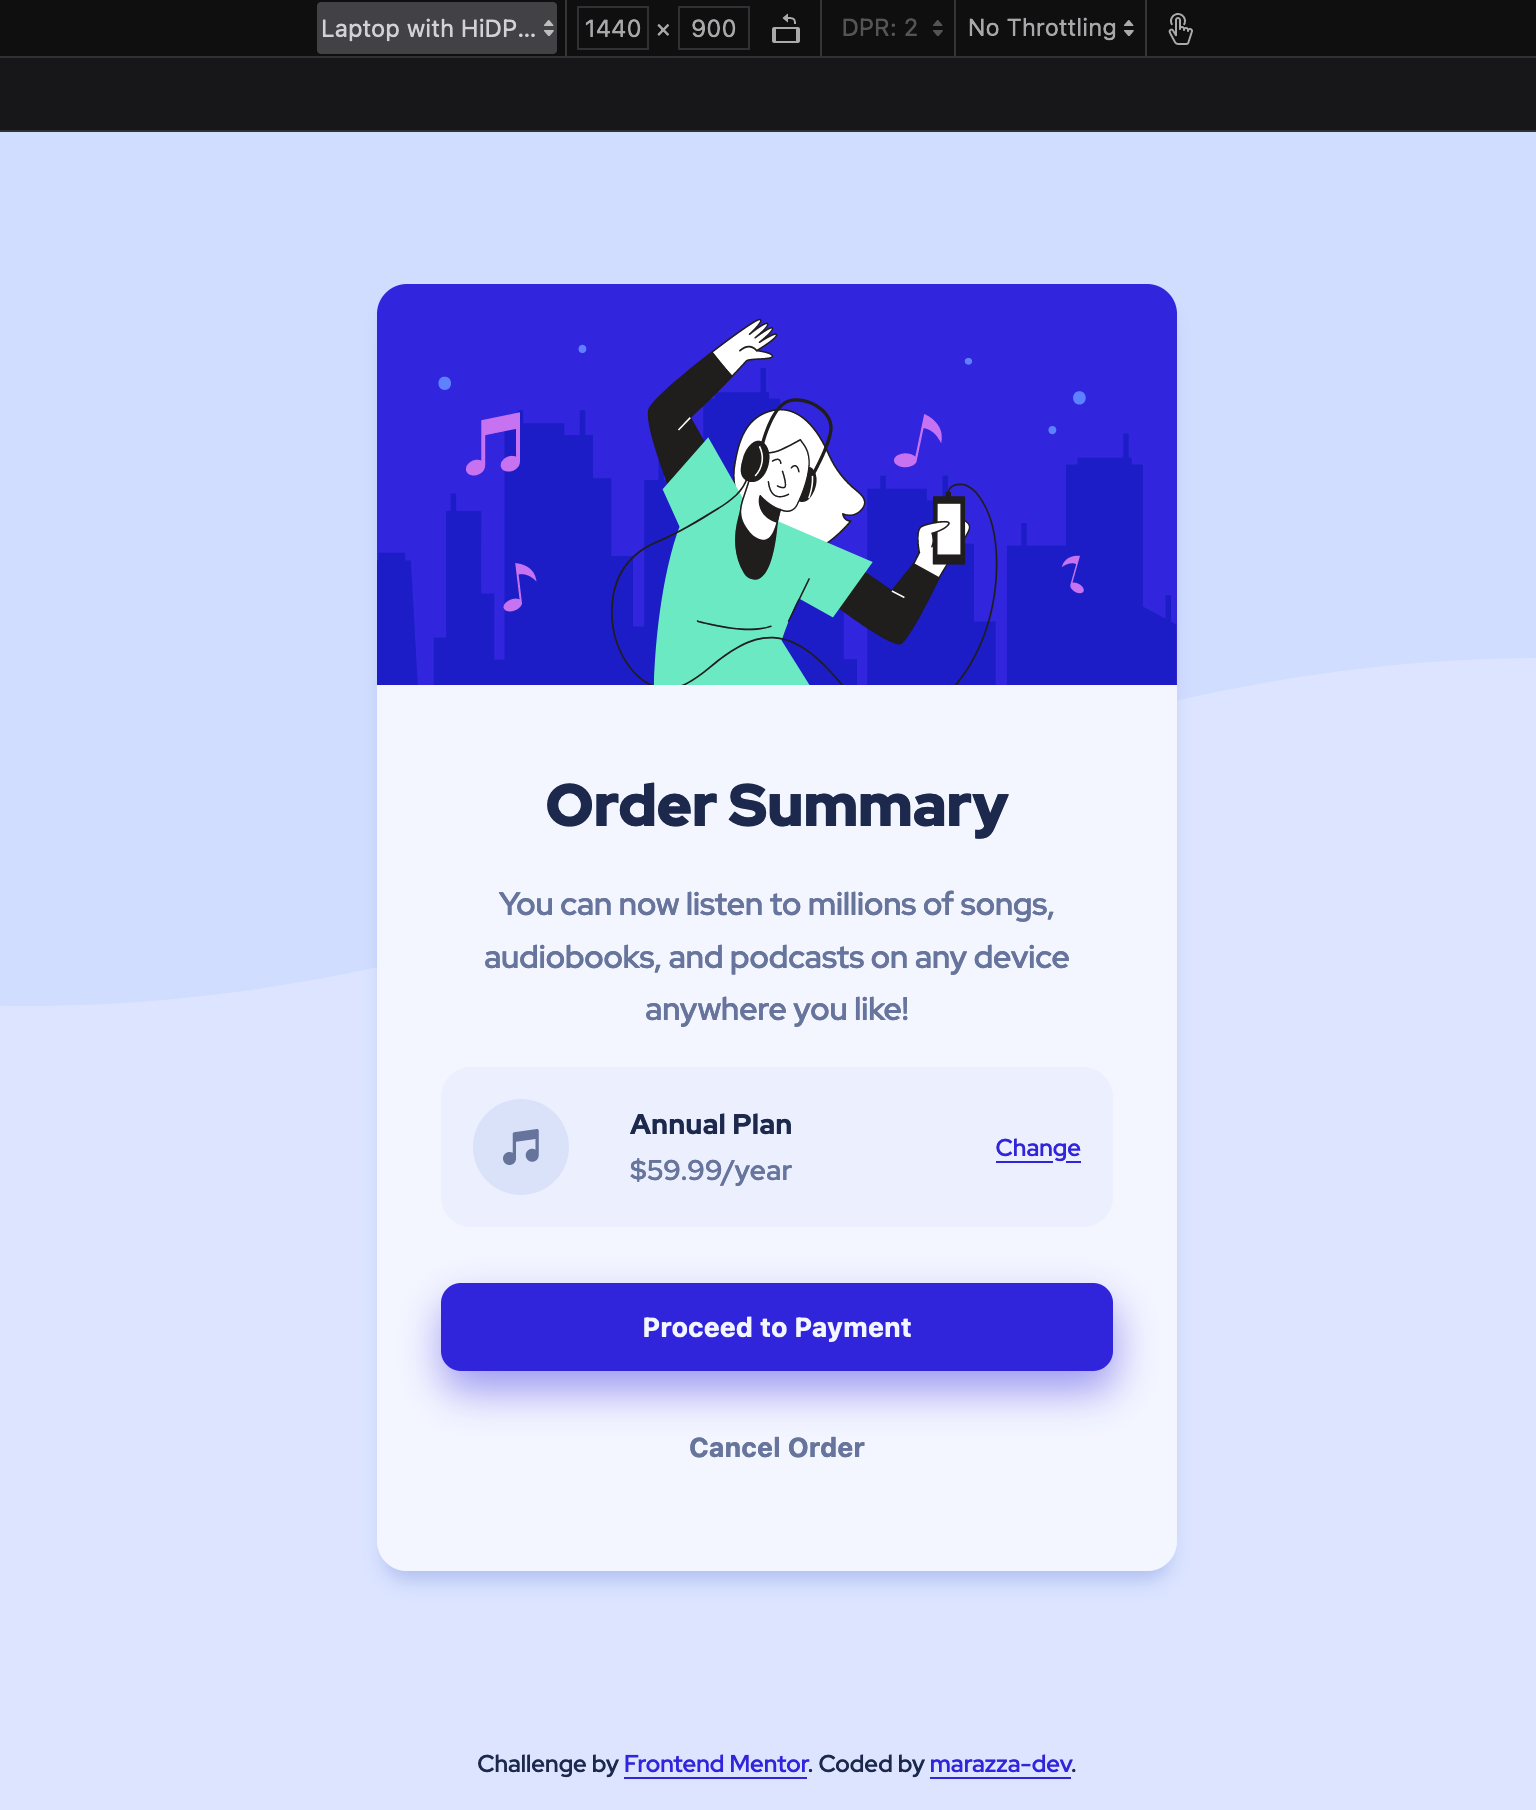 Laptop with HiDP... 1440 × 900 DPR: 2 No Throttling
Order Summary
You can now listen to millions of songs,
audiobooks, and podcasts on any device
anywhere you like!
Annual Plan
$59.99/year
Change
Proceed to Payment
Cancel Order
Challenge by Frontend Mentor. Coded by marazza-dev.